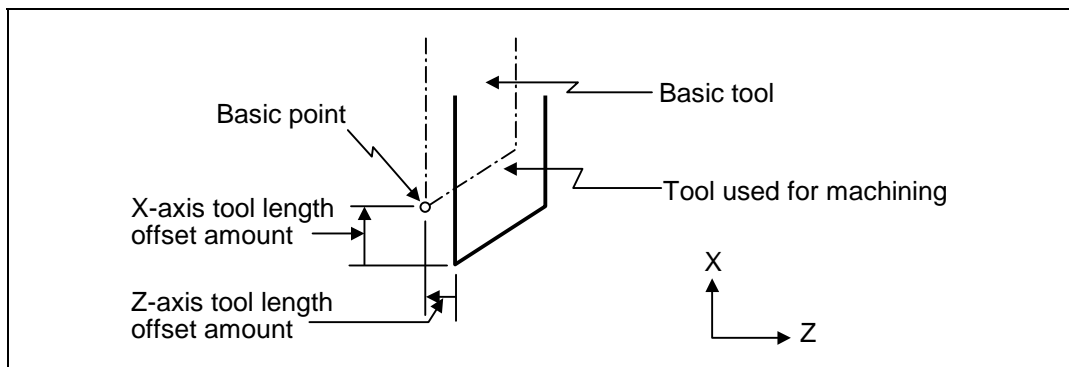 Basic tool
Basic point
Tool used for machining
X-axis tool length
offset amount
Z-axis tool length
offset amount
X
Z